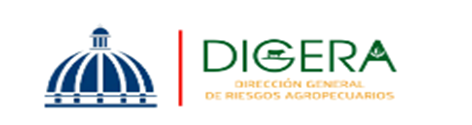 DIGERA
DIRECCIÓN GENERAL
DE RIESGOS AGROPECUARIOS